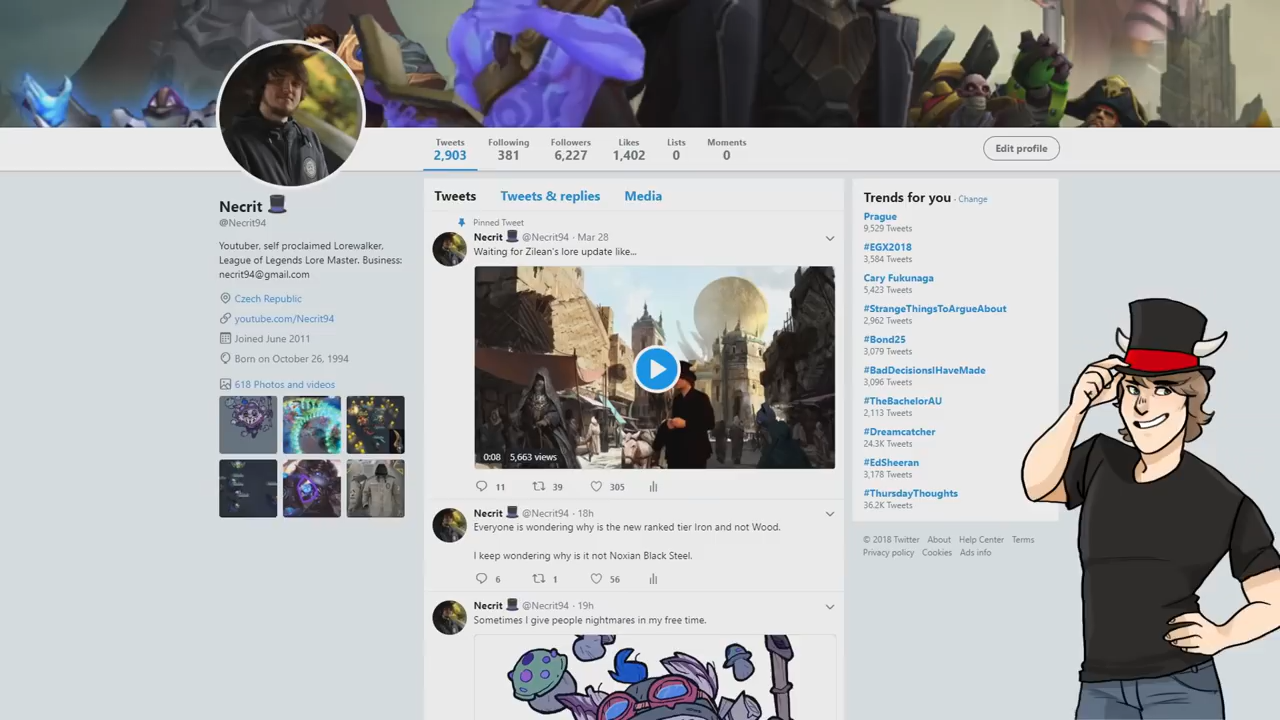 Tweets
2,903
Following
381
Followers
6,227
Likes
1,402
Lists
0
Moments
0
Edit profile
Necrit
@Necrit94
Youtuber, self proclaimed Lorewalker,
League of Legends Lore Master. Business:
necrit94@gmail.com
Czech Republic
youtube.com/Necrit94
Joined June 2011
Born on October 26, 1994
618 Photos and videos
Tweets Tweets & replies Media
Pinned Tweet
Necrit @Necrit94 · Mar 28
Waiting for Zilean's lore update like...
0:08 5,663 views
11 39 305
Necrit @Necrit94 · 18h
Everyone is wondering why is the new ranked tier Iron and not Wood.
I keep wondering why is it not Noxian Black Steel.
6 1 56
Necrit @Necrit94 · 19h
Sometimes I give people nightmares in my free time.
Trends for you · Change
Prague
9,529 Tweets
#EGX2018
3,584 Tweets
Cary Fukunaga
5,423 Tweets
#StrangeThingsToArgueAbout
2,962 Tweets
#Bond25
3,079 Tweets
#BadDecisionsIHaveMade
3,096 Tweets
#TheBachelorAU
2,113 Tweets
#Dreamcatcher
24.3K Tweets
#EdSheeran
3,178 Tweets
#ThursdayThoughts
36.2K Tweets
© 2018 Twitter About Help Center Terms
Privacy policy Cookies Ads info